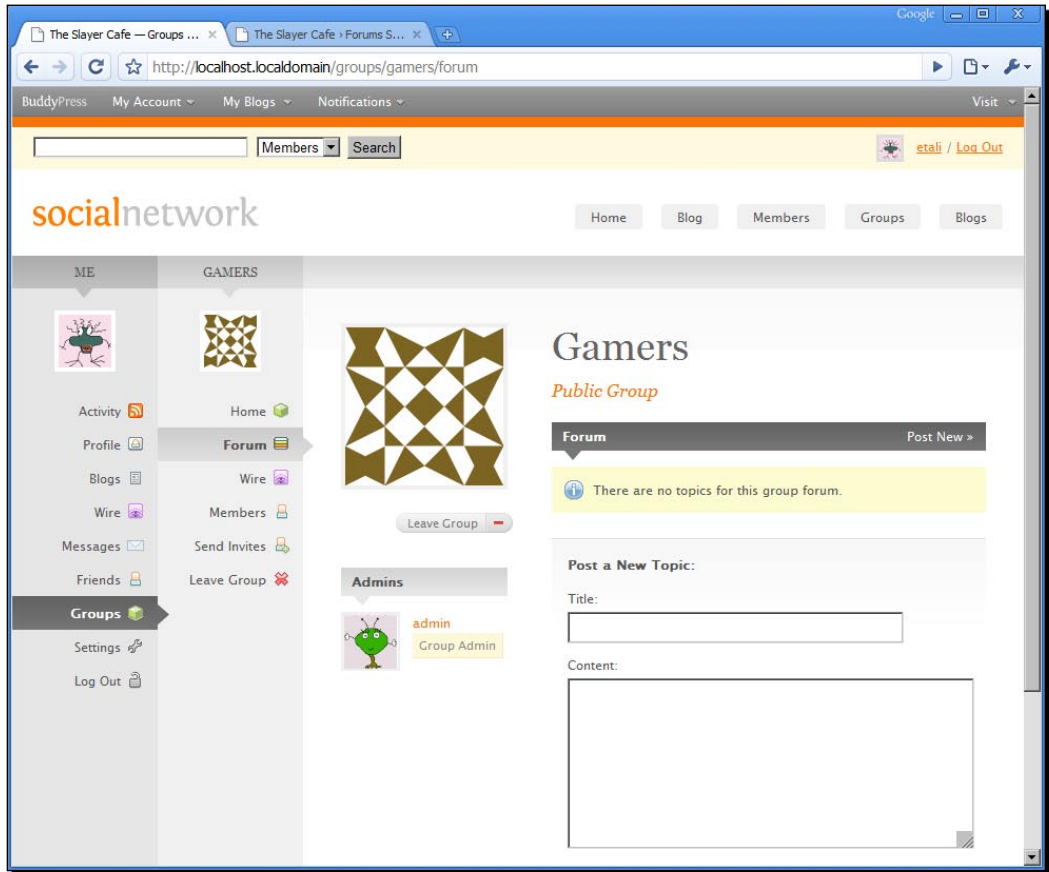 Google
The Slayer Cafe — Groups ...
The Slayer Cafe › Forums S...
http://localhost.localdomain/groups/gamers/forum
BuddyPress My Account My Blogs Notifications Visit
Members Search etali / Log Out
socialnetwork
Home Blog Members Groups Blogs
ME
Activity
Profile
Blogs
Wire
Messages
Friends
Groups
Settings
Log Out
GAMERS
Home
Forum
Wire
Members
Send Invites
Leave Group
Leave Group
Admins
admin
Group Admin
Gamers
Public Group
Forum Post New »
There are no topics for this group forum.
Post a New Topic:
Title:
Content: